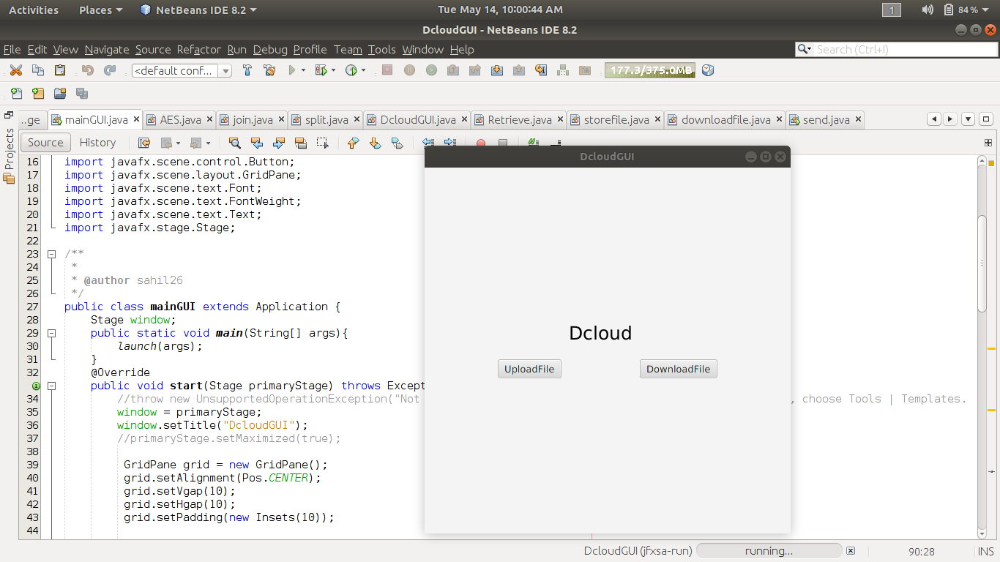 Activities Places NetBeans IDE 8.2 Tue May 14, 10:00:44 AM 1 84%
DcloudGUI - NetBeans IDE 8.2
File Edit View Navigate Source Refactor Run Debug Profile Team Tools Window Help Search (Ctrl+I)
<default conf... 177.3/375.0MB
...ge mainGUI.java AES.java join.java split.java DcloudGUI.java Retrieve.java storefile.java downloadfile.java send.java
Projects
Source History
DcloudGUI
16 import javafx.scene.control.Button;
17 import javafx.scene.layout.GridPane;
18 import javafx.scene.text.Font;
19 import javafx.scene.text.FontWeight;
20 import javafx.scene.text.Text;
21 import javafx.stage.Stage;
22
23 /**
24 *
25 * @author sahil26
26 */
27 public class mainGUI extends Application {
28 Stage window;
29 public static void main(String[] args){
30 launch(args);
31 }
32 @Override
public void start(Stage primaryStage) throws Except
34 //throw new UnsupportedOperationException("Not , choose Tools | Templates.
35 window = primaryStage;
36 window.setTitle("DcloudGUI");
37 //primaryStage.setMaximized(true);
38
39 GridPane grid = new GridPane();
40 grid.setAlignment(Pos.CENTER);
41 grid.setVgap(10);
42 grid.setHgap(10);
43 grid.setPadding(new Insets(10));
44
Dcloud
UploadFile DownloadFile
DcloudGUI (jfxsa-run) running... 90:28 INS